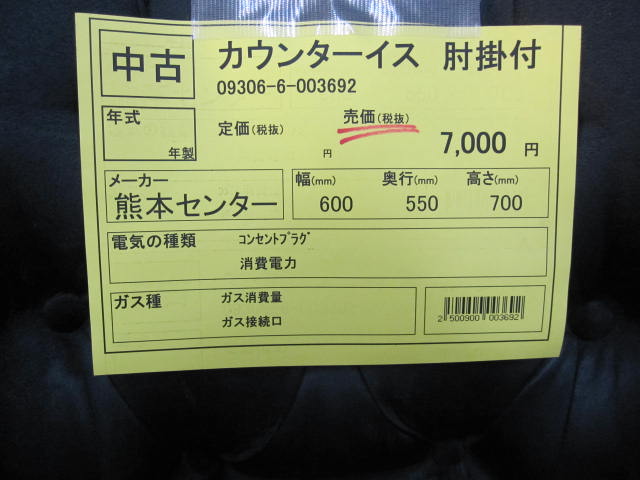 中古
カウンターイス 肘掛付
09306-6-003692
年式
年製
定価(税抜)
円
売価(税抜)
7,000 円
メーカー
熊本センター
幅(mm) 奥行(mm) 高さ(mm)
600 550 700
電気の種類 ｺﾝｾﾝﾄﾌﾟﾗｸﾞ
消費電力
ガス種 ガス消費量
ガス接続口
2 500900 003692